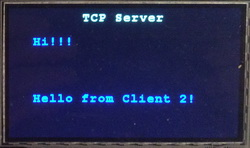 TCP Server
Hi!!!
Hello from Client 2!